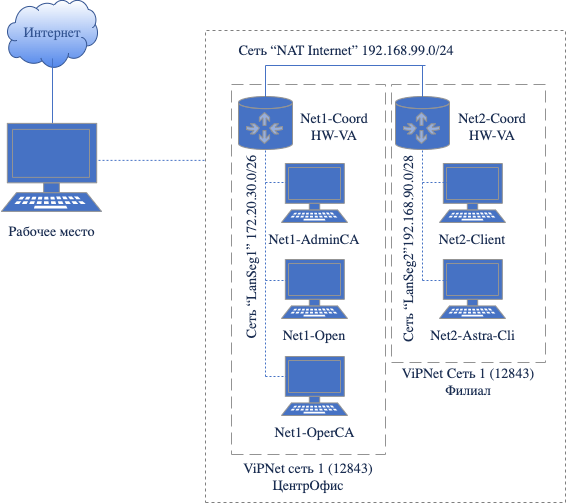 Интернет
Сеть “NAT Internet” 192.168.99.0/24
Net1-Coord
HW-VA
Net2-Coord
HW-VA
Сеть “LanSeg1” 172.20.30.0/26
Сеть “LanSeg2”192.168.90.0/28
Рабочее место
Net1-AdminCA
Net2-Client
Net1-Open
Net2-Astra-Cli
ViPNet Сеть 1 (12843)
Филиал
Net1-OperCA
ViPNet сеть 1 (12843)
ЦентрОфис